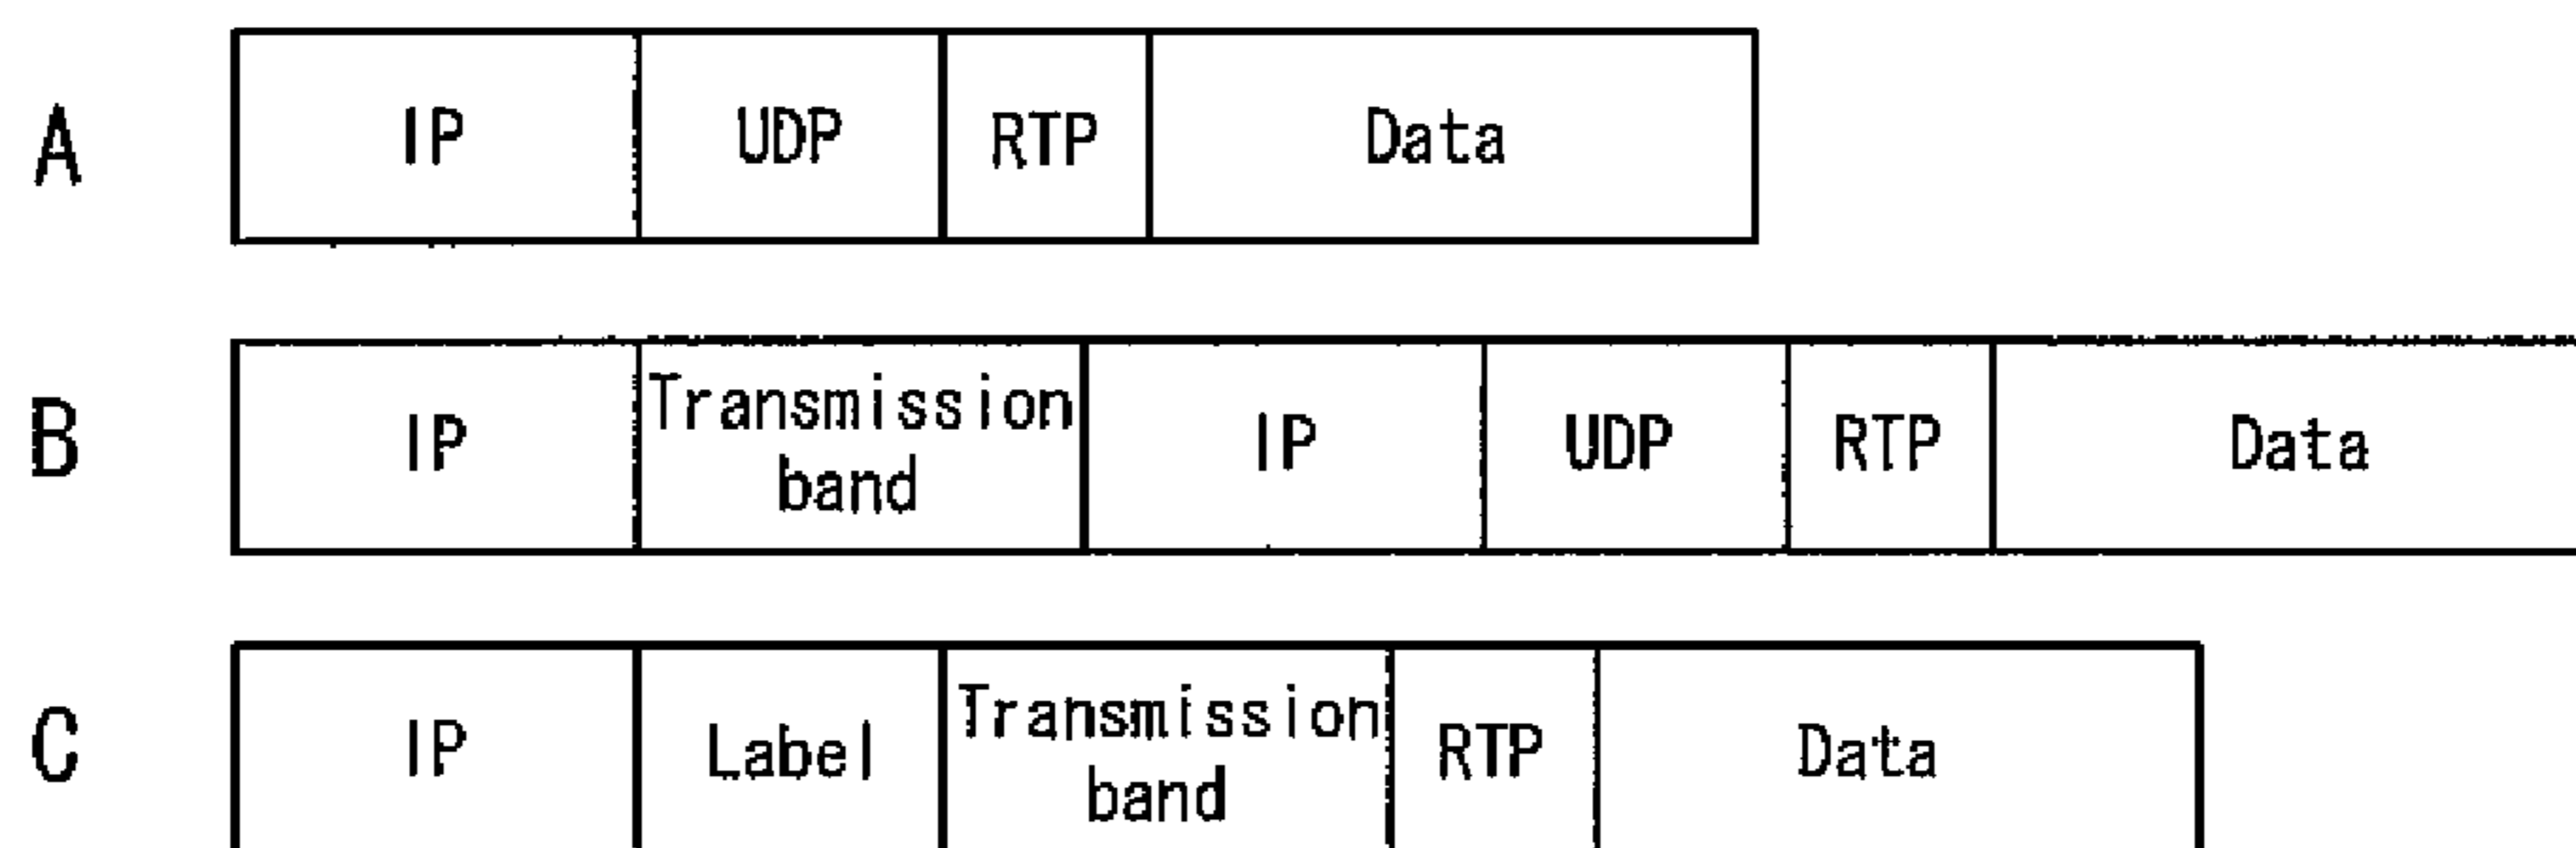 A IP UDP RTP Data
B IP Transmission band IP UDP RTP Data
C IP Label Transmission band RTP Data